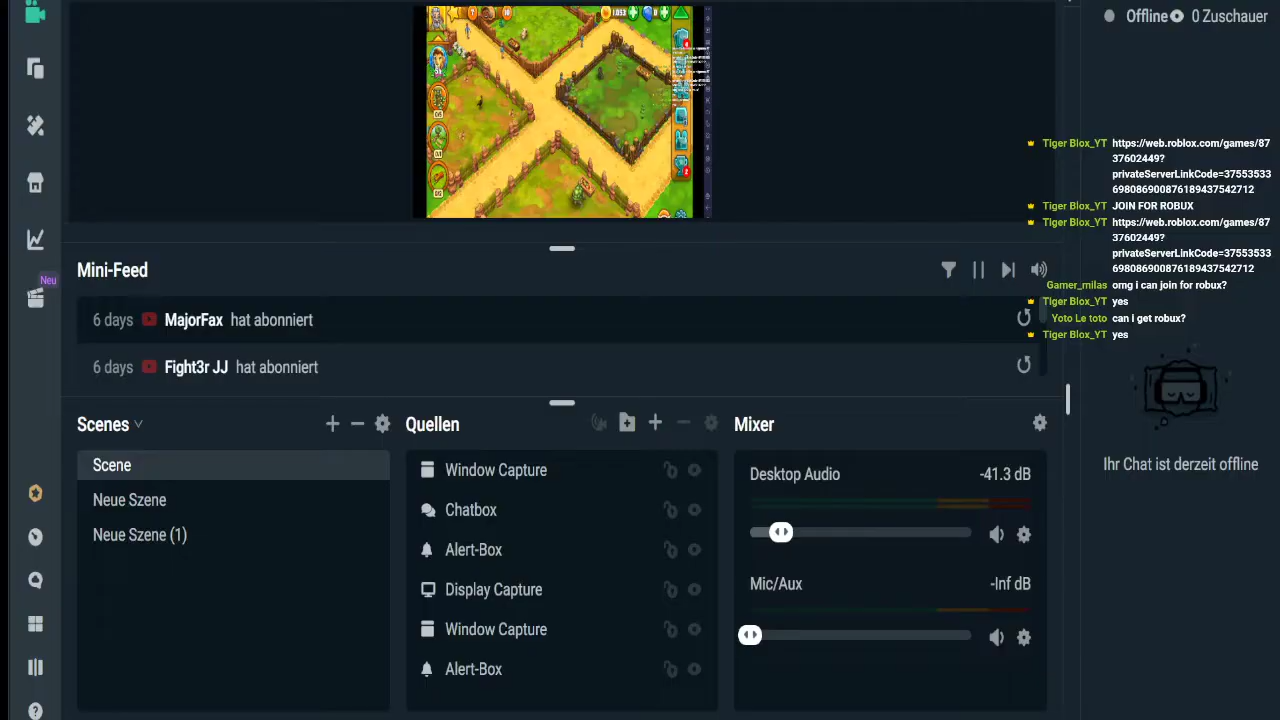 Offline 0 Zuschauer
Tiger Blox_YT https://web.roblox.com/games/87
37602449?
privateServerLinkCode=37553533
698086900876189437542712
Tiger Blox_YT JOIN FOR ROBUX
Tiger Blox_YT https://web.roblox.com/games/87
37602449?
privateServerLinkCode=37553533
698086900876189437542712
Gamer_milas omg i can join for robux?
Tiger Blox_YT yes
Yoto Le toto can i get robux?
Tiger Blox_YT yes
Ihr Chat ist derzeit offline
Neu
Mini-Feed
6 days MajorFax hat abonniert
6 days Fight3r JJ hat abonniert
Scenes
Scene
Neue Szene
Neue Szene (1)
Quellen
Window Capture
Chatbox
Alert-Box
Display Capture
Window Capture
Alert-Box
Mixer
Desktop Audio -41.3 dB
Mic/Aux -Inf dB